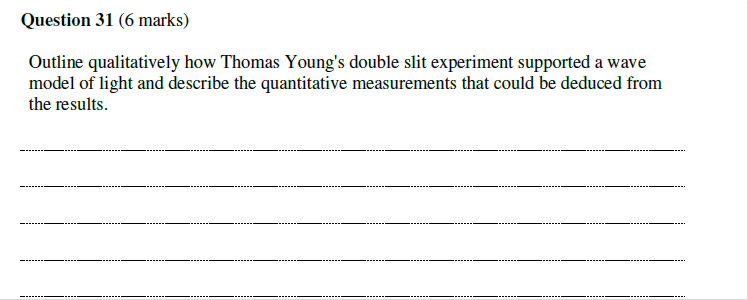 Question 31 (6 marks)
Outline qualitatively how Thomas Young's double slit experiment supported a wave
model of light and describe the quantitative measurements that could be deduced from
the results.